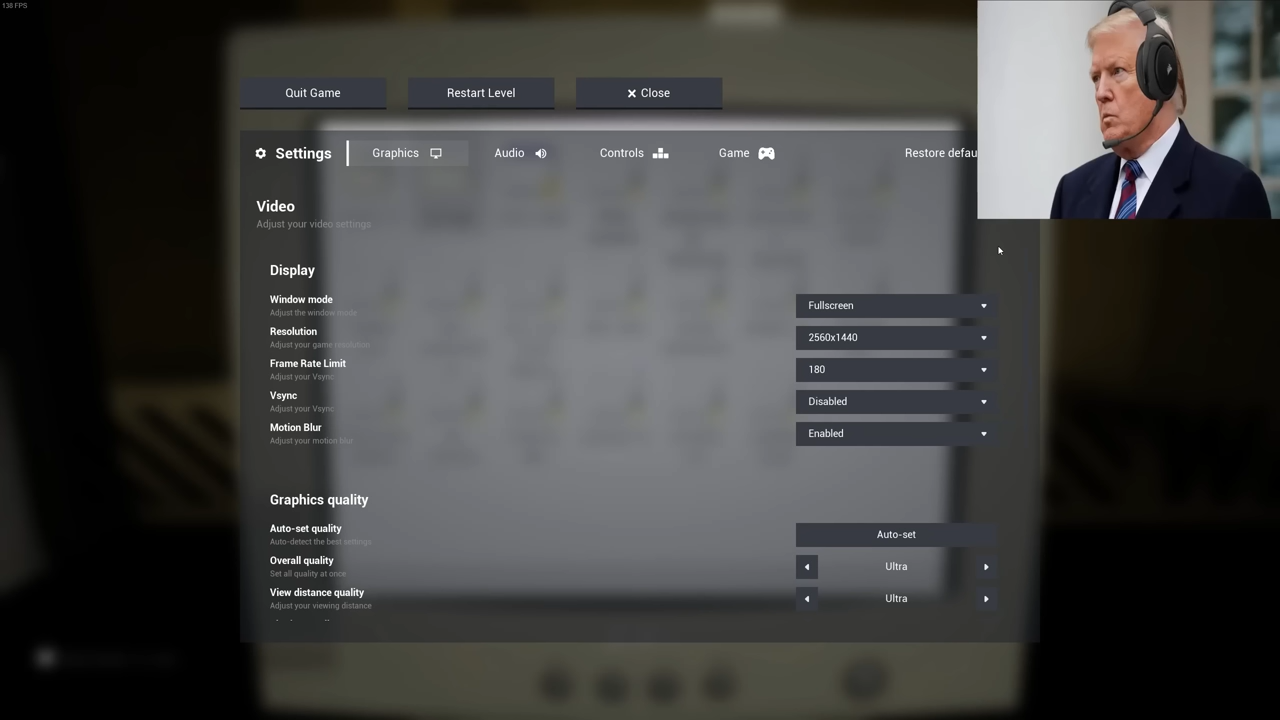 138 FPS
Quit Game
Restart Level
Close
Settings
Graphics
Audio
Controls
Game
Restore defau
Video
Adjust your video settings
Display
Window mode
Adjust the window mode
Fullscreen
Resolution
Adjust your game resolution
2560x1440
Frame Rate Limit
Adjust your Vsync
180
Vsync
Adjust your Vsync
Disabled
Motion Blur
Adjust your motion blur
Enabled
Graphics quality
Auto-set quality
Auto-detect the best settings
Auto-set
Overall quality
Set all quality at once
Ultra
View distance quality
Adjust your viewing distance
Ultra